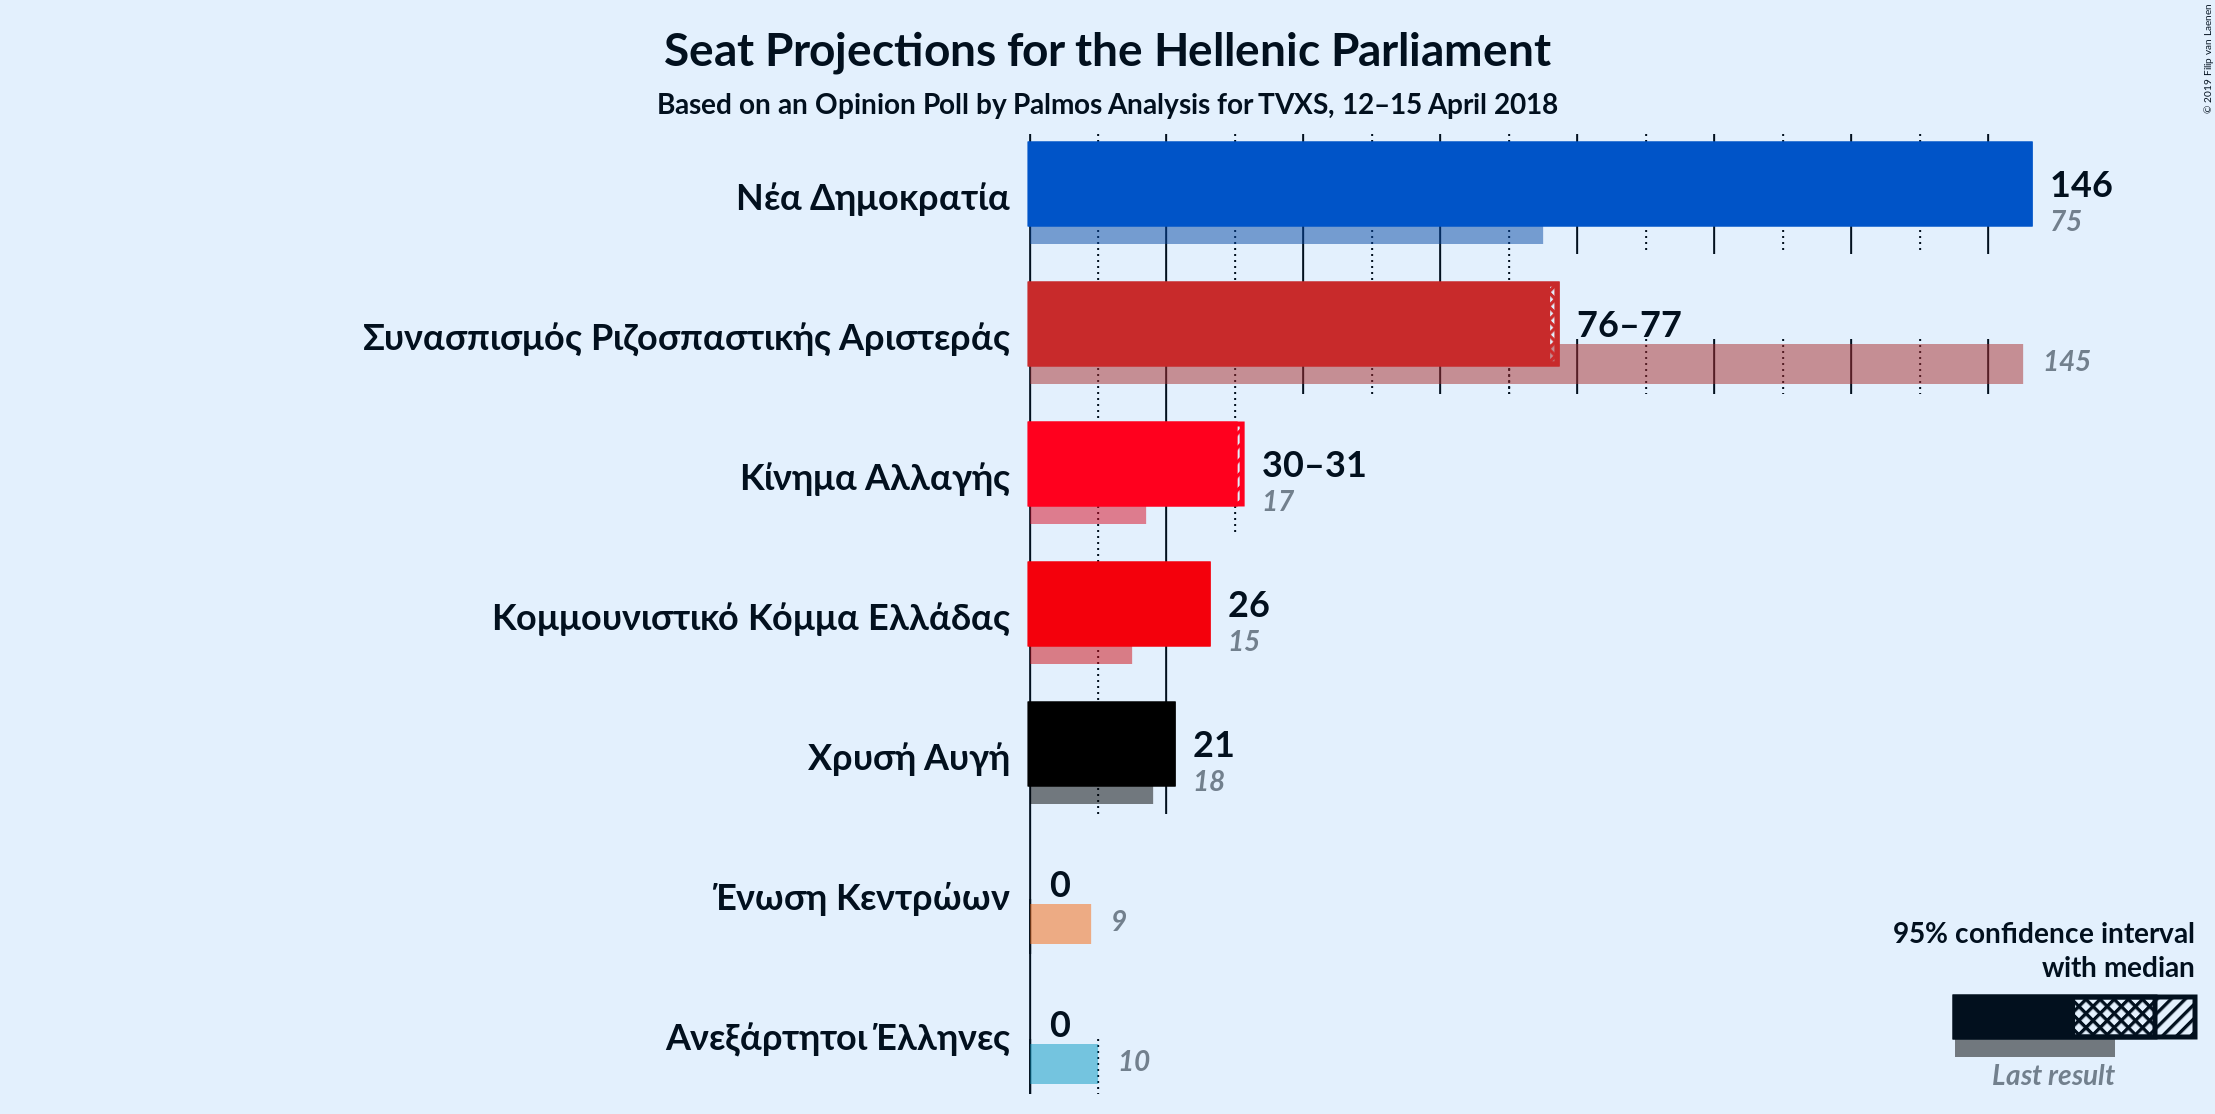 Seat Projections for the Hellenic Parliament
Based on an Opinion Poll by Palmos Analysis for TVXS, 12–15 April 2018
© 2019 Filip van Laenen
Νέα Δημοκρατία
146
75
Συνασπισμός Ριζοσπαστικής Αριστεράς
76–77
145
Κίνημα Αλλαγής
30–31
17
Κομμουνιστικό Κόμμα Ελλάδας
26
15
Χρυσή Αυγή
21
18
Ένωση Κεντρώων
0
9
Ανεξάρτητοι Έλληνες
0
10
95% confidence interval
with median
Last result